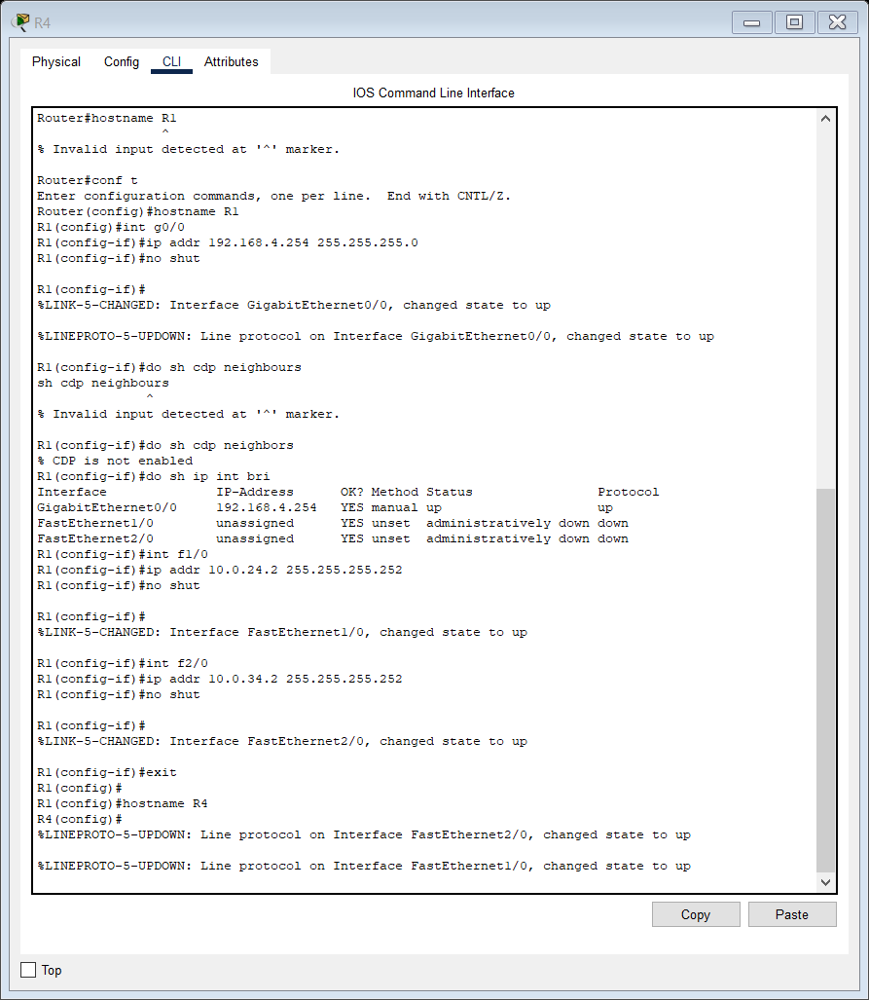 R4
Physical Config CLI Attributes
IOS Command Line Interface
Router#hostname R1
^
% Invalid input detected at '^' marker.
Router#conf t
Enter configuration commands, one per line.  End with CNTL/Z.
Router(config)#hostname R1
R1(config)#int g0/0
R1(config-if)#ip addr 192.168.4.254 255.255.255.0
R1(config-if)#no shut
R1(config-if)#
%LINK-5-CHANGED: Interface GigabitEthernet0/0, changed state to up
%LINEPROTO-5-UPDOWN: Line protocol on Interface GigabitEthernet0/0, changed state to up
R1(config-if)#do sh cdp neighbours
sh cdp neighbours
^
% Invalid input detected at '^' marker.
R1(config-if)#do sh cdp neighbors
% CDP is not enabled
R1(config-if)#do sh ip int bri
Interface              IP-Address      OK? Method Status                Protocol
GigabitEthernet0/0     192.168.4.254   YES manual up                    up
FastEthernet1/0        unassigned      YES unset  administratively down down
FastEthernet2/0        unassigned      YES unset  administratively down down
R1(config-if)#int f1/0
R1(config-if)#ip addr 10.0.24.2 255.255.255.252
R1(config-if)#no shut
R1(config-if)#
%LINK-5-CHANGED: Interface FastEthernet1/0, changed state to up
R1(config-if)#int f2/0
R1(config-if)#ip addr 10.0.34.2 255.255.255.252
R1(config-if)#no shut
R1(config-if)#
%LINK-5-CHANGED: Interface FastEthernet2/0, changed state to up
R1(config-if)#exit
R1(config)#
R1(config)#hostname R4
R4(config)#
%LINEPROTO-5-UPDOWN: Line protocol on Interface FastEthernet2/0, changed state to up
%LINEPROTO-5-UPDOWN: Line protocol on Interface FastEthernet1/0, changed state to up
Copy Paste
Top